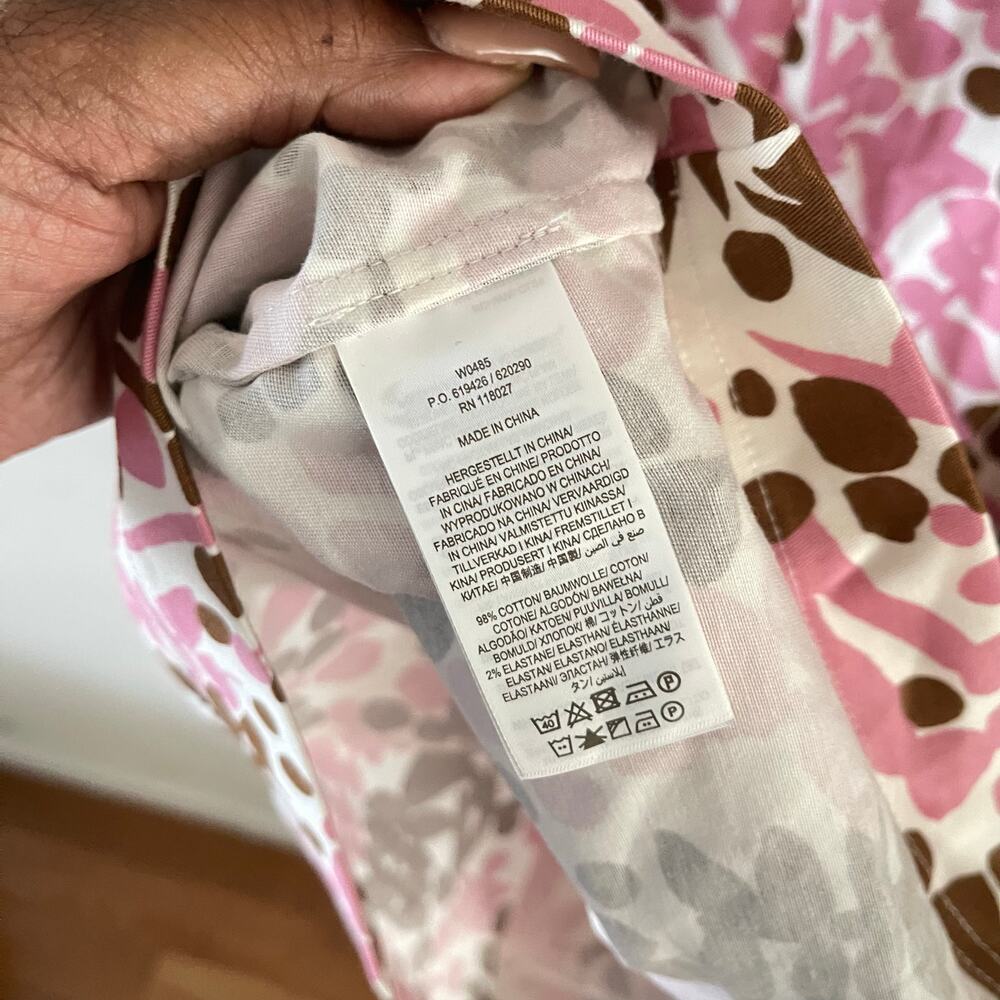 W0485
P.O. 619426 / 620290
RN 118027
MADE IN CHINA
HERGESTELLT IN CHINA/
FABRIQUÉ EN CHINE/ PRODOTTO
IN CINA/ FABRICADO EN CHINA/
WYPRODUKOWANO W CHINACH/
FABRICADO NA CHINA/ VERVAARDIGD
IN CHINA/ VALMISTETTU KIINASSA/
TILLVERKAD I KINA/ FREMSTILLET I
KINA/ PRODUSERT I KINA/ СДЕЛАНО В
КИТАЕ/ 中国制造/ 中国製/ صنع في الصين
98% COTTON/ BAUMWOLLE/ COTON/
COTONE/ ALGODÓN/ BAWEŁNA/
ALGODÃO/ KATOEN/ PUUVILLA/ BOMULL/
BOMULD/ ХЛОПОК/ 棉/ コットン/ قطن
2% ELASTANE/ ELASTHAN/ ÉLASTHANNE/
ELASTAN/ ELASTANO/ ELASTHAAN/
ELASTAANI/ ЭЛАСТАН/ 弹性纤维/ エラス
タン/ إيلاستين
40 P
P